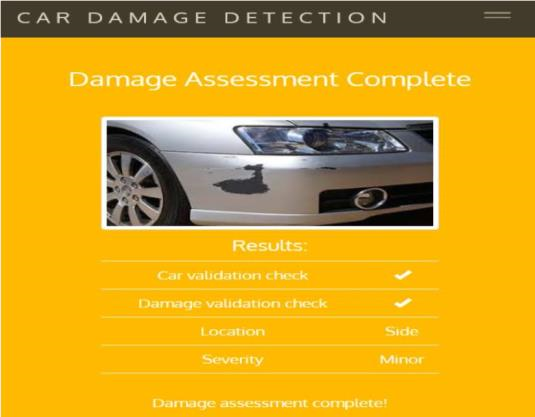 CAR DAMAGE DETECTION
Damage Assessment Complete
Results:
Car validation check ✓
Damage validation check ✓
Location Side
Severity Minor
Damage assessment complete!